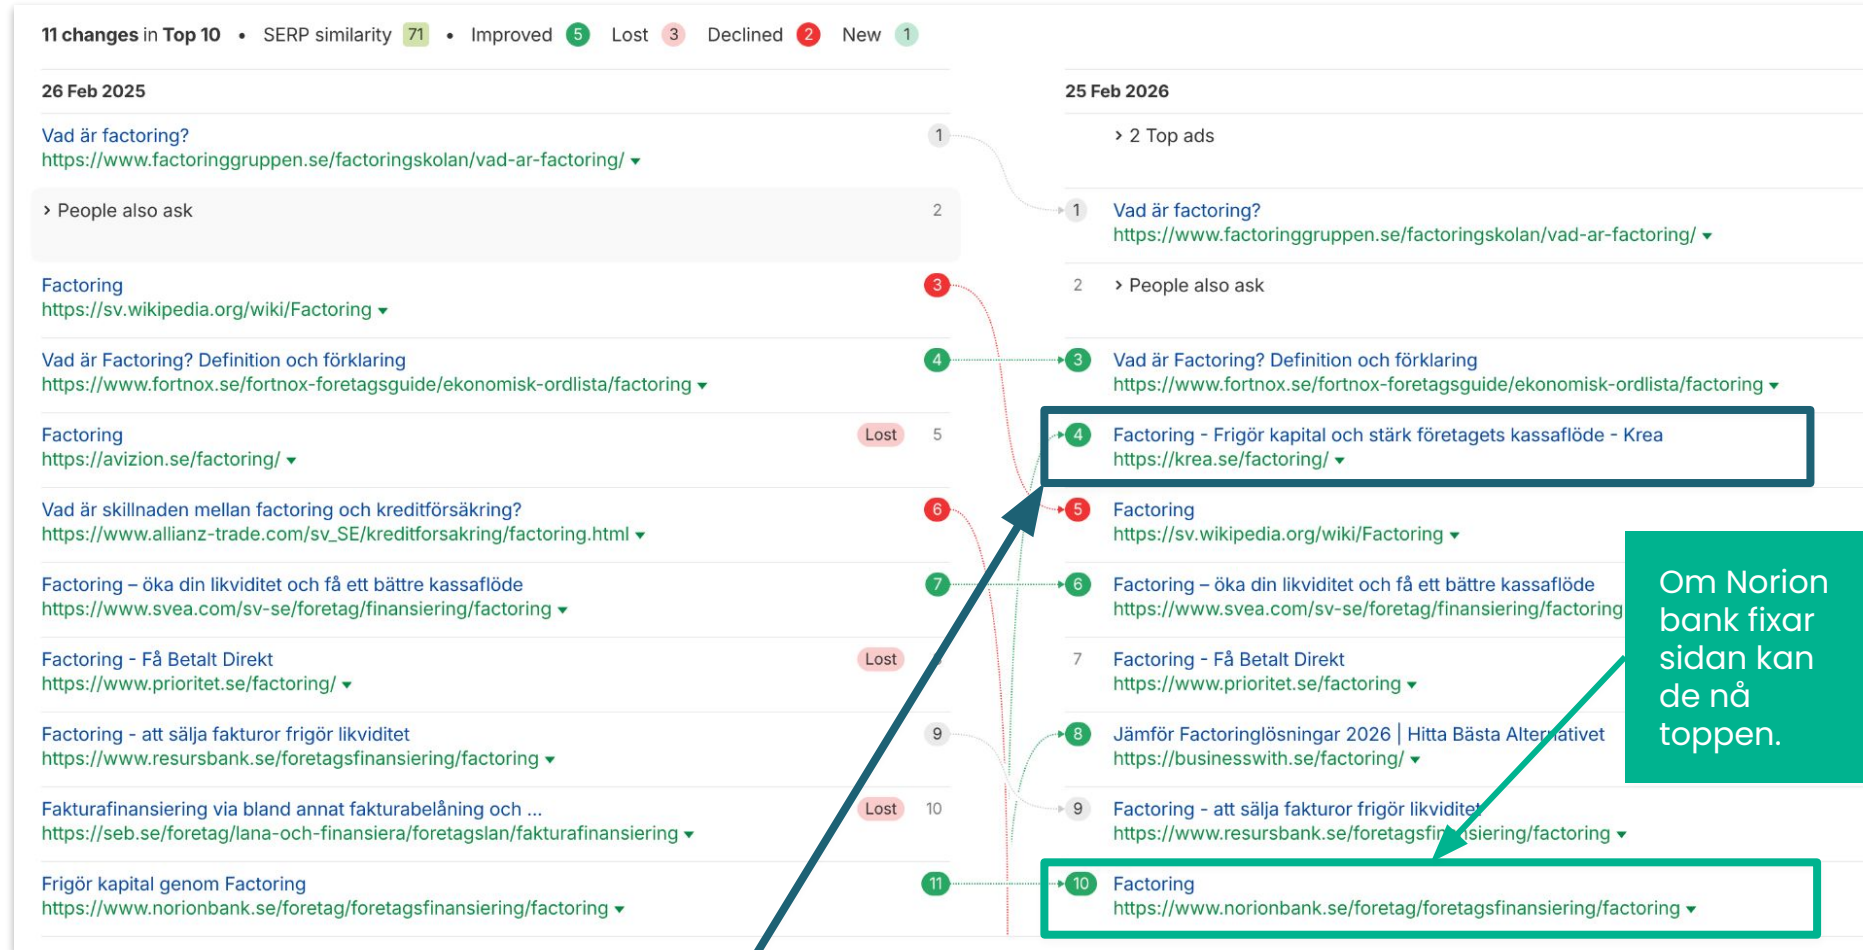 11 changes in Top 10 • SERP similarity 71 • Improved 5 Lost 3 Declined 2 New 1
26 Feb 2025
Vad är factoring? 1
https://www.factoringgruppen.se/factoringskolan/vad-ar-factoring/
People also ask 2
Factoring 3
https://sv.wikipedia.org/wiki/Factoring
Vad är Factoring? Definition och förklaring 4
https://www.fortnox.se/fortnox-foretagsguide/ekonomisk-ordlista/factoring
Factoring Lost 5
https://avizion.se/factoring/
Vad är skillnaden mellan factoring och kreditförsäkring? 6
https://www.allianz-trade.com/sv_SE/kreditforsakring/factoring.html
Factoring – öka din likviditet och få ett bättre kassaflöde 7
https://www.svea.com/sv-se/foretag/finansiering/factoring
Factoring - Få Betalt Direkt Lost
https://www.prioritet.se/factoring/
Factoring - att sälja fakturor frigör likviditet 9
https://www.resursbank.se/foretagsfinansiering/factoring
Fakturafinansiering via bland annat fakturabelåning och ... Lost 10
https://seb.se/foretag/lana-och-finansiera/foretagslan/fakturafinansiering
Frigör kapital genom Factoring 11
https://www.norionbank.se/foretag/foretagsfinansiering/factoring
25 Feb 2026
2 Top ads
1 Vad är factoring?
https://www.factoringgruppen.se/factoringskolan/vad-ar-factoring/
2 People also ask
3 Vad är Factoring? Definition och förklaring
https://www.fortnox.se/fortnox-foretagsguide/ekonomisk-ordlista/factoring
4 Factoring - Frigör kapital och stärk företagets kassaflöde - Krea
https://krea.se/factoring/
5 Factoring
https://sv.wikipedia.org/wiki/Factoring
6 Factoring – öka din likviditet och få ett bättre kassaflöde
https://www.svea.com/sv-se/foretag/finansiering/factoring
7 Factoring - Få Betalt Direkt
https://www.prioritet.se/factoring
8 Jämför Factoringlösningar 2026 | Hitta Bästa Alternativet
https://businesswith.se/factoring/
9 Factoring - att sälja fakturor frigör likviditet
https://www.resursbank.se/foretagsfinansiering/factoring
10 Factoring
https://www.norionbank.se/foretag/foretagsfinansiering/factoring
Om Norion
bank fixar
sidan kan
de nå
toppen.